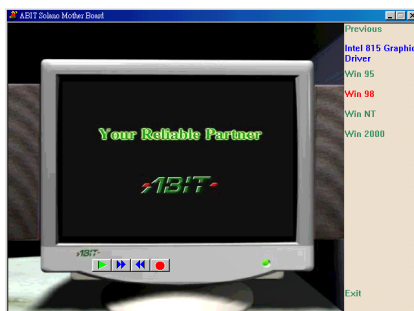 ABIT Solano Mother Board
Previous
Intel 815 Graphic
Driver
Win 95
Win 98
Win NT
Win 2000
Your Reliable Partner
ABIT
ABIT
Exit